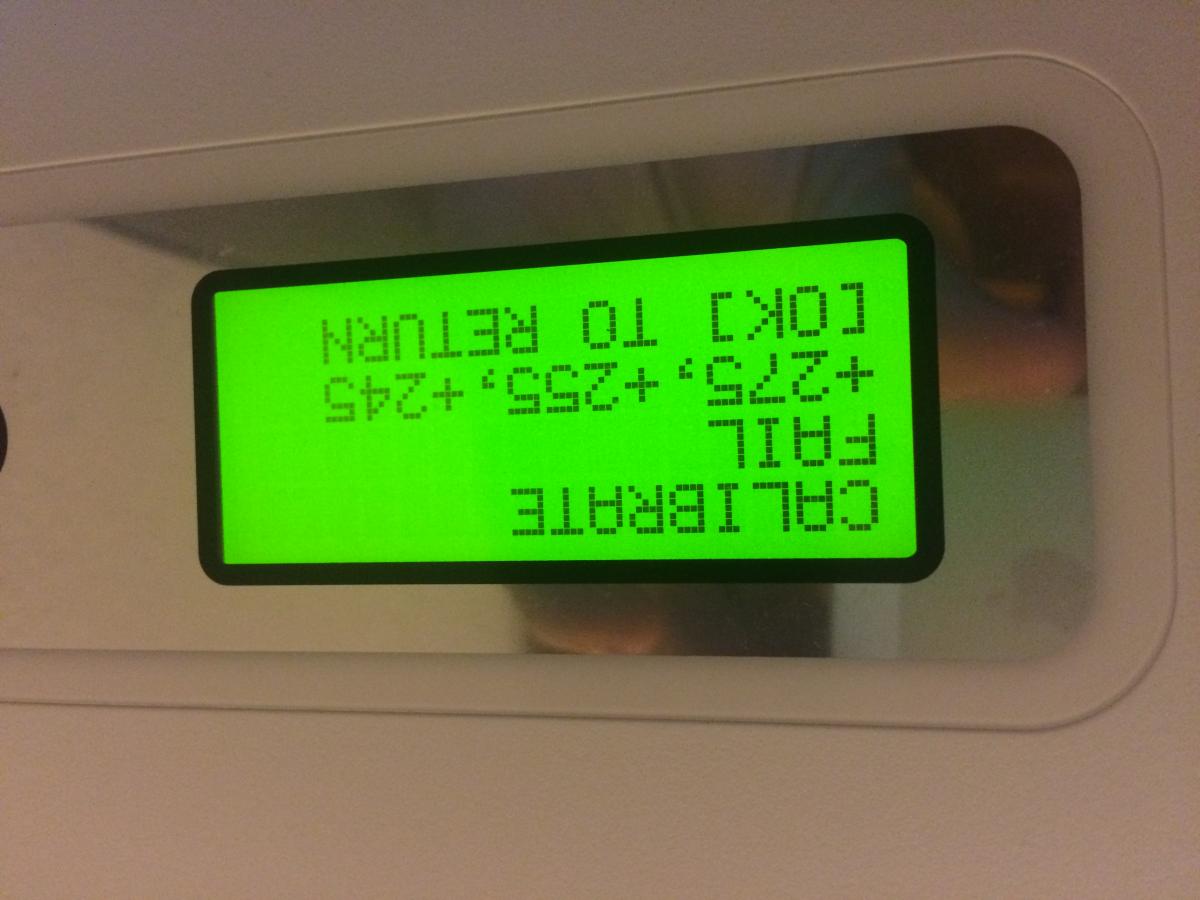 CALIBRATE
FAIL
+275, +255, +245
[OK] TO RETURN